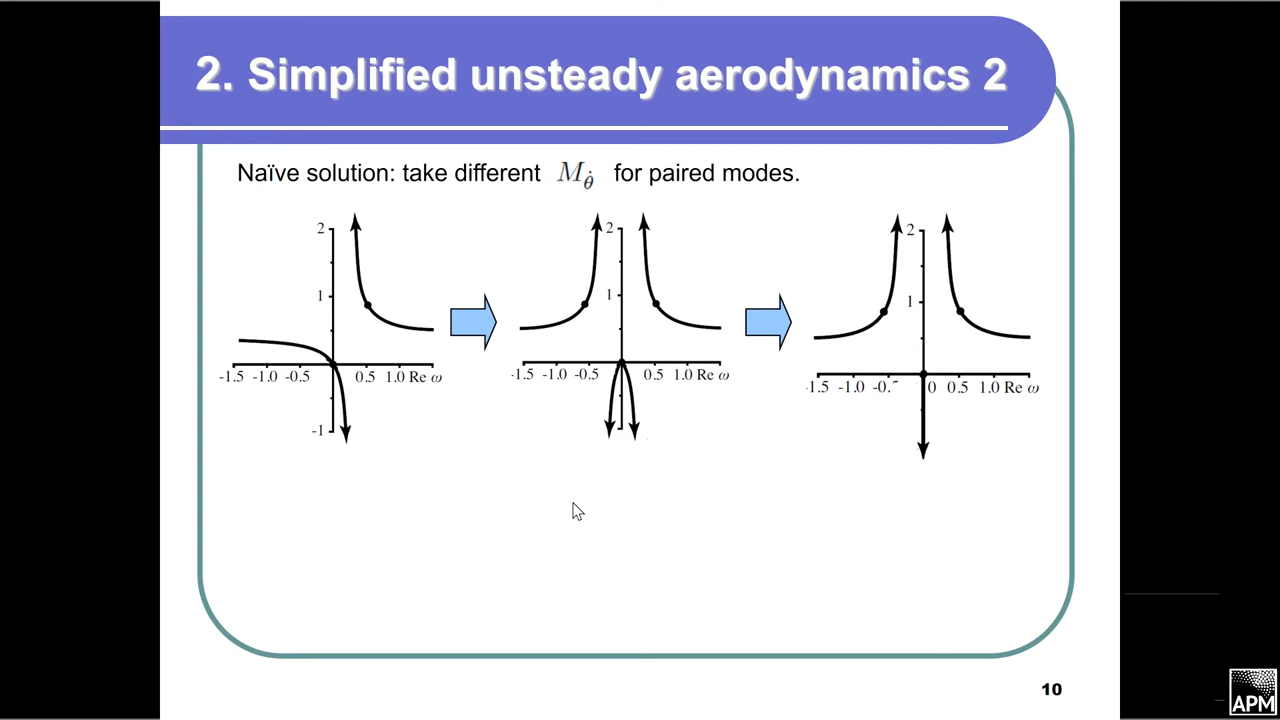 2. Simplified unsteady aerodynamics 2
Naïve solution: take different M_θ̇ for paired modes.
2
1
-1.5 -1.0 -0.5 0.5 1.0 Re ω
-1
2
1
-1.5 -1.0 -0.5 0.5 1.0 Re ω
2
1
-1.5 -1.0 -0. 0 0.5 1.0 Re ω
10
APM